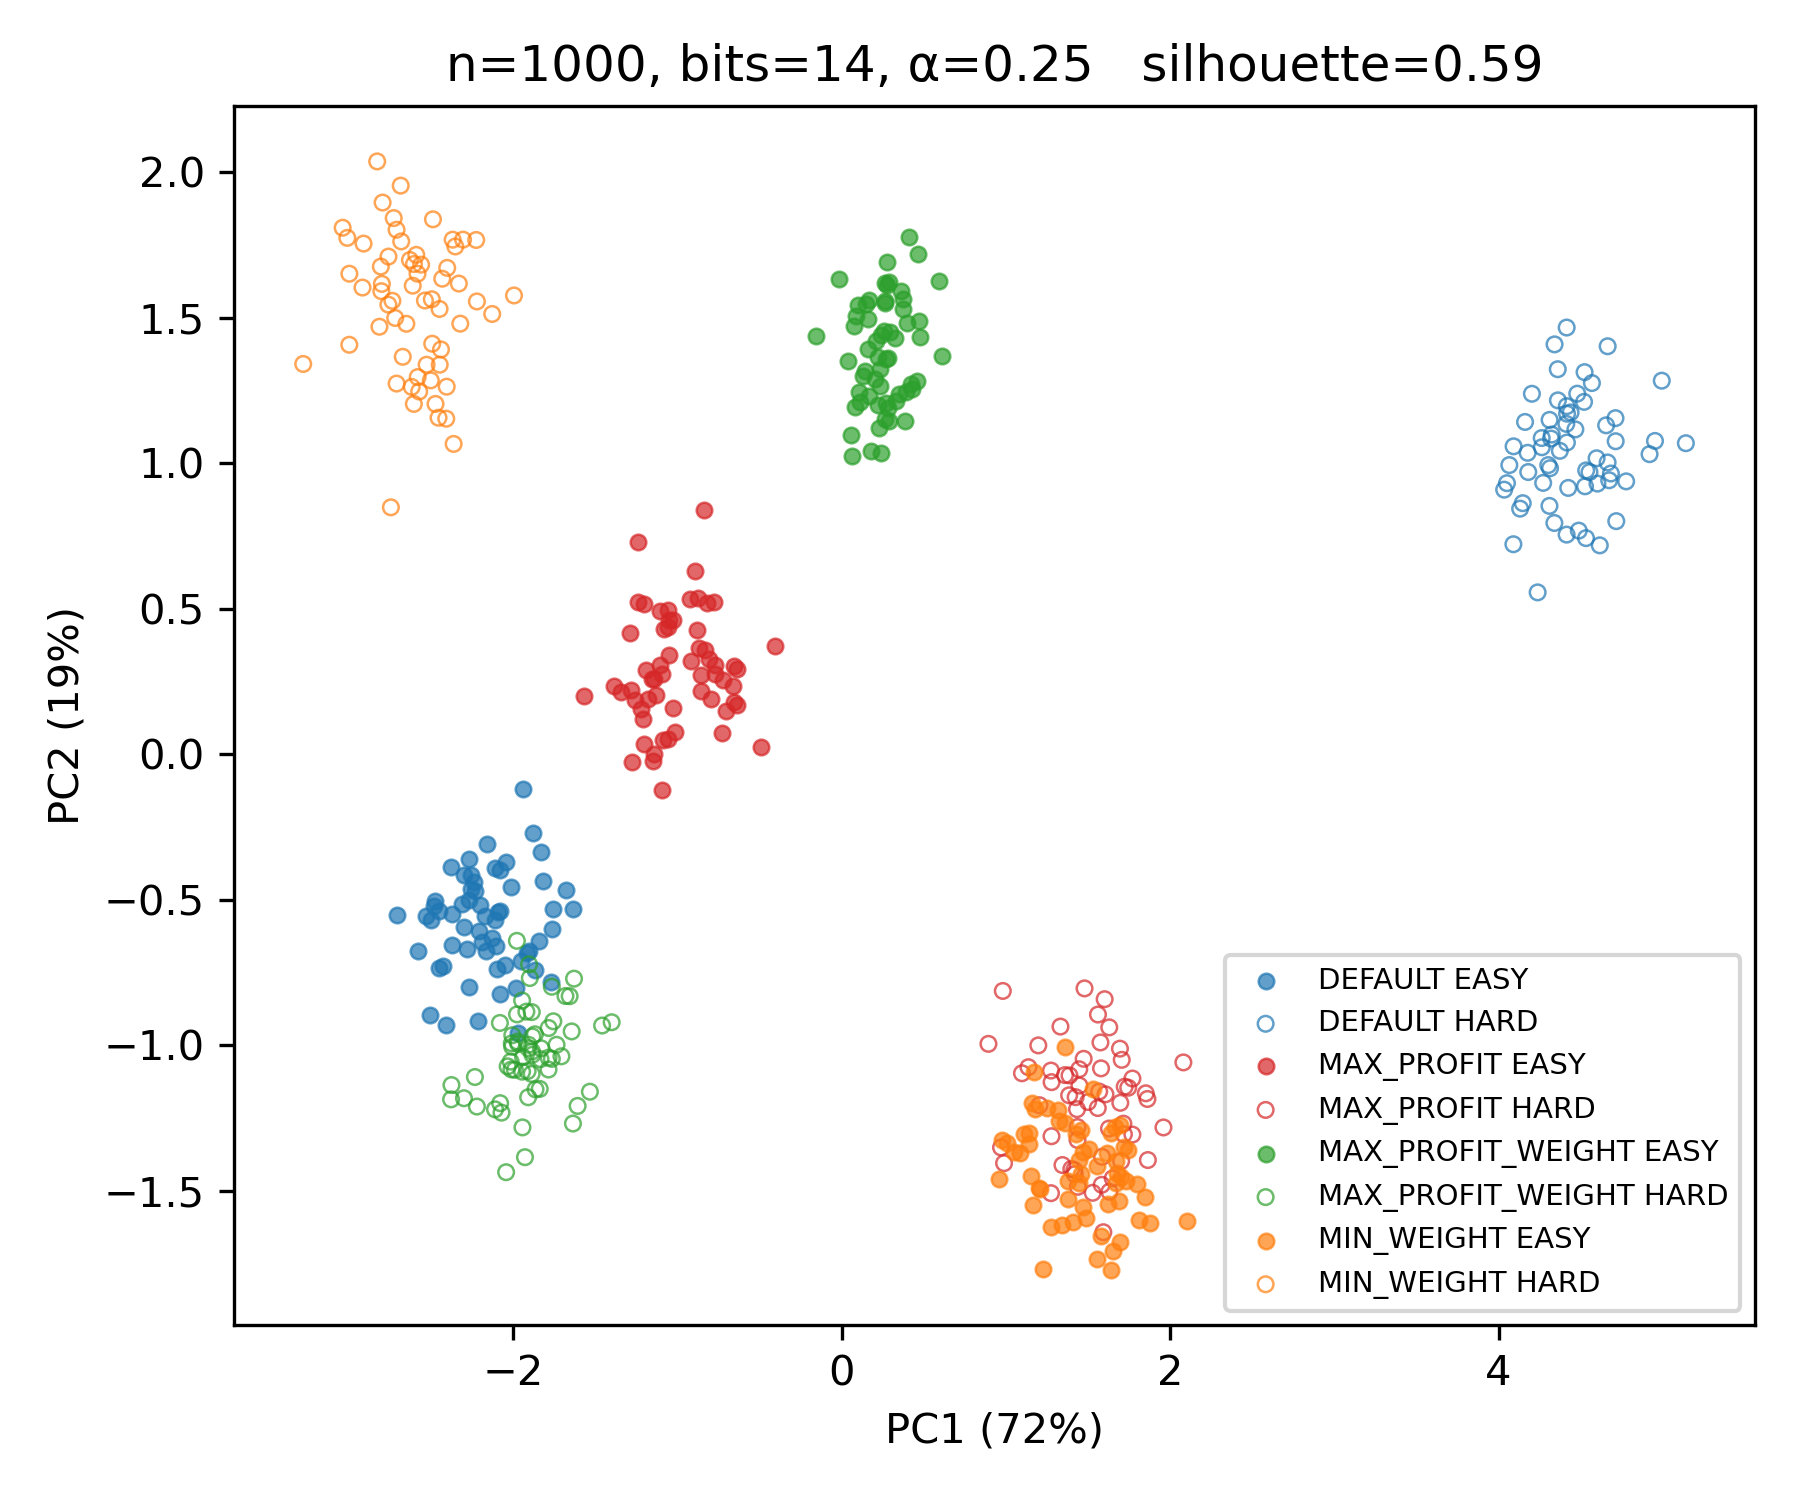 n=1000, bits=14, α=0.25   silhouette=0.59
2.0
1.5
1.0
0.5
0.0
−0.5
−1.0
−1.5
PC2 (19%)
DEFAULT EASY
DEFAULT HARD
MAX_PROFIT EASY
MAX_PROFIT HARD
MAX_PROFIT_WEIGHT EASY
MAX_PROFIT_WEIGHT HARD
MIN_WEIGHT EASY
MIN_WEIGHT HARD
−2 0 2 4
PC1 (72%)